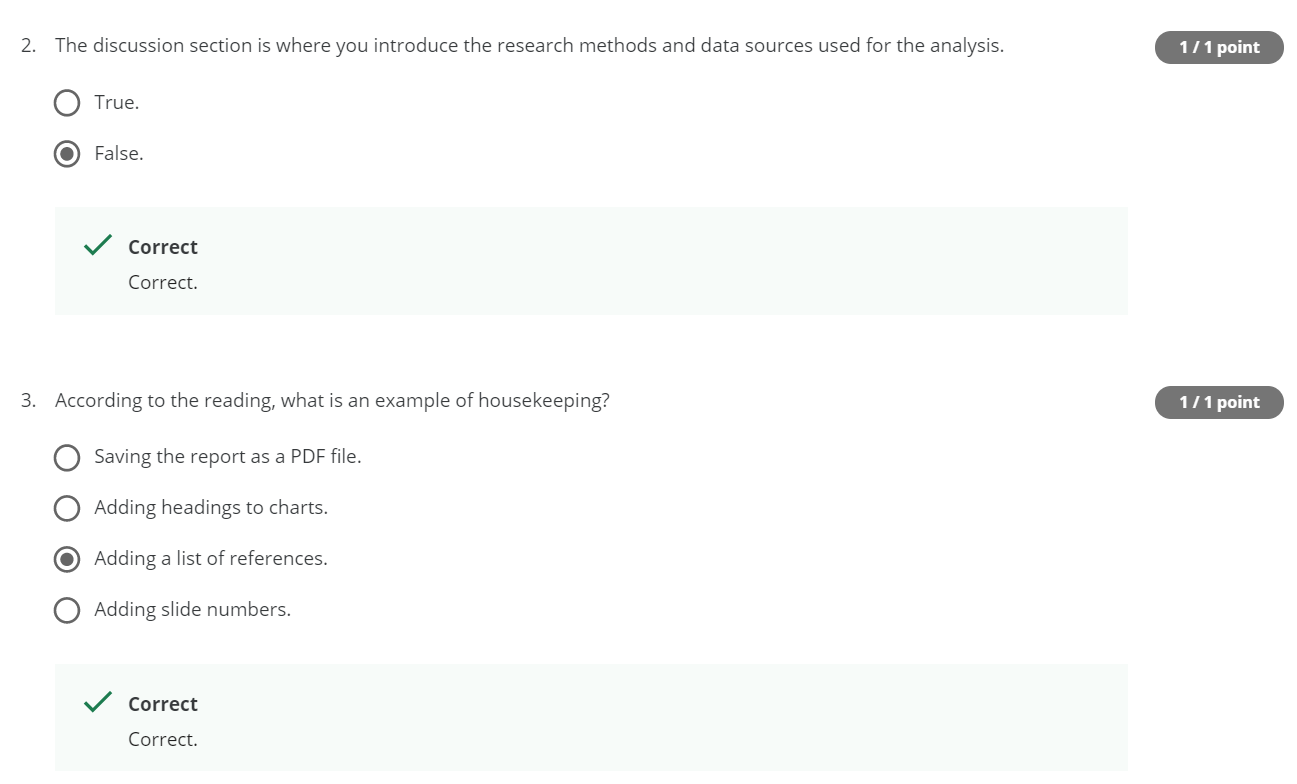 2. The discussion section is where you introduce the research methods and data sources used for the analysis.
1 / 1 point
True.
False.
Correct
Correct.
3. According to the reading, what is an example of housekeeping?
1 / 1 point
Saving the report as a PDF file.
Adding headings to charts.
Adding a list of references.
Adding slide numbers.
Correct
Correct.